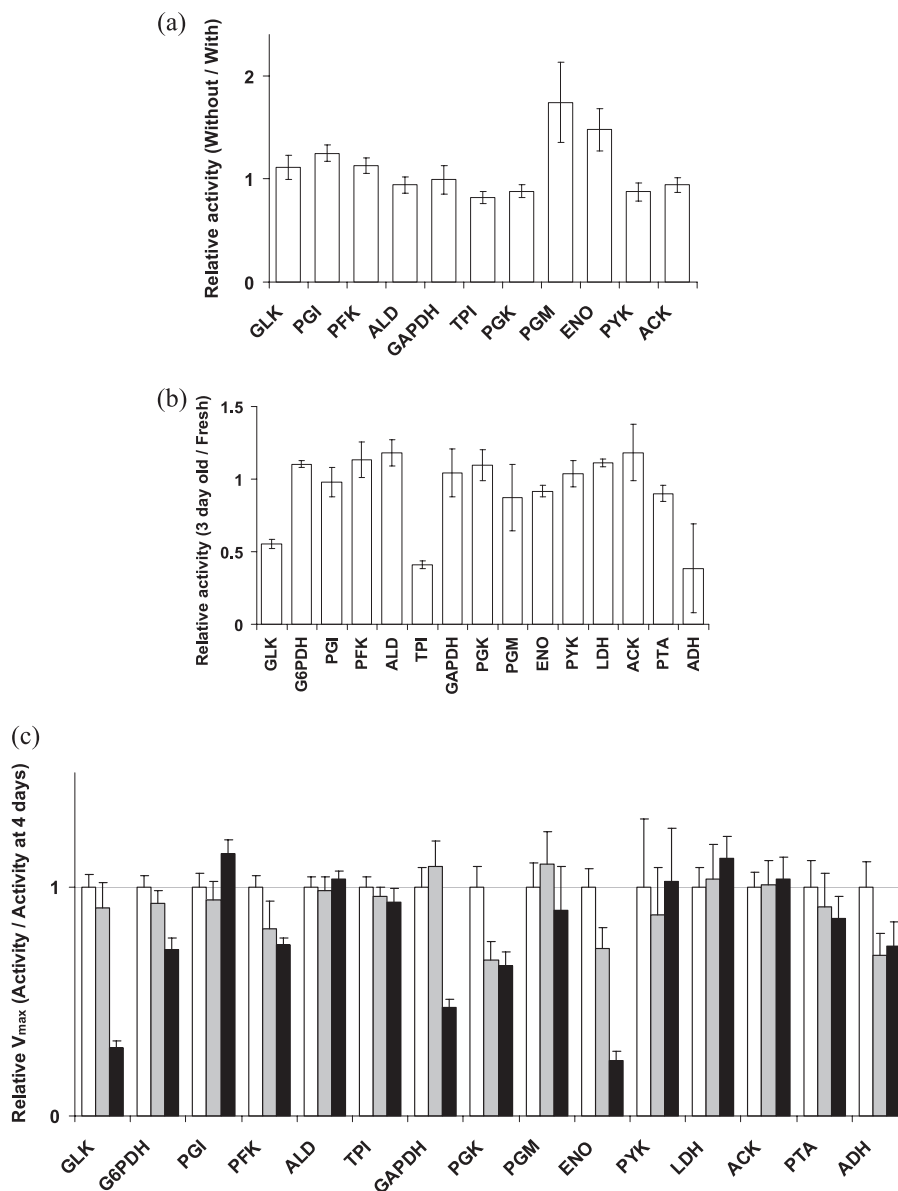 (a)
Relative activity (Without / With)
2
1
0
GLK PGI PFK ALD GAPDH TPI PGK PGM ENO PYK ACK
(b)
Relative activity (3 day old / Fresh)
1.5
1
0.5
0
GLK G6PDH PGI PFK ALD TPI GAPDH PGK PGM ENO PYK LDH ACK PTA ADH
(c)
Relative Vmax (Activity / Activity at 4 days)
1
0
GLK G6PDH PGI PFK ALD TPI GAPDH PGK PGM ENO PYK LDH ACK PTA ADH